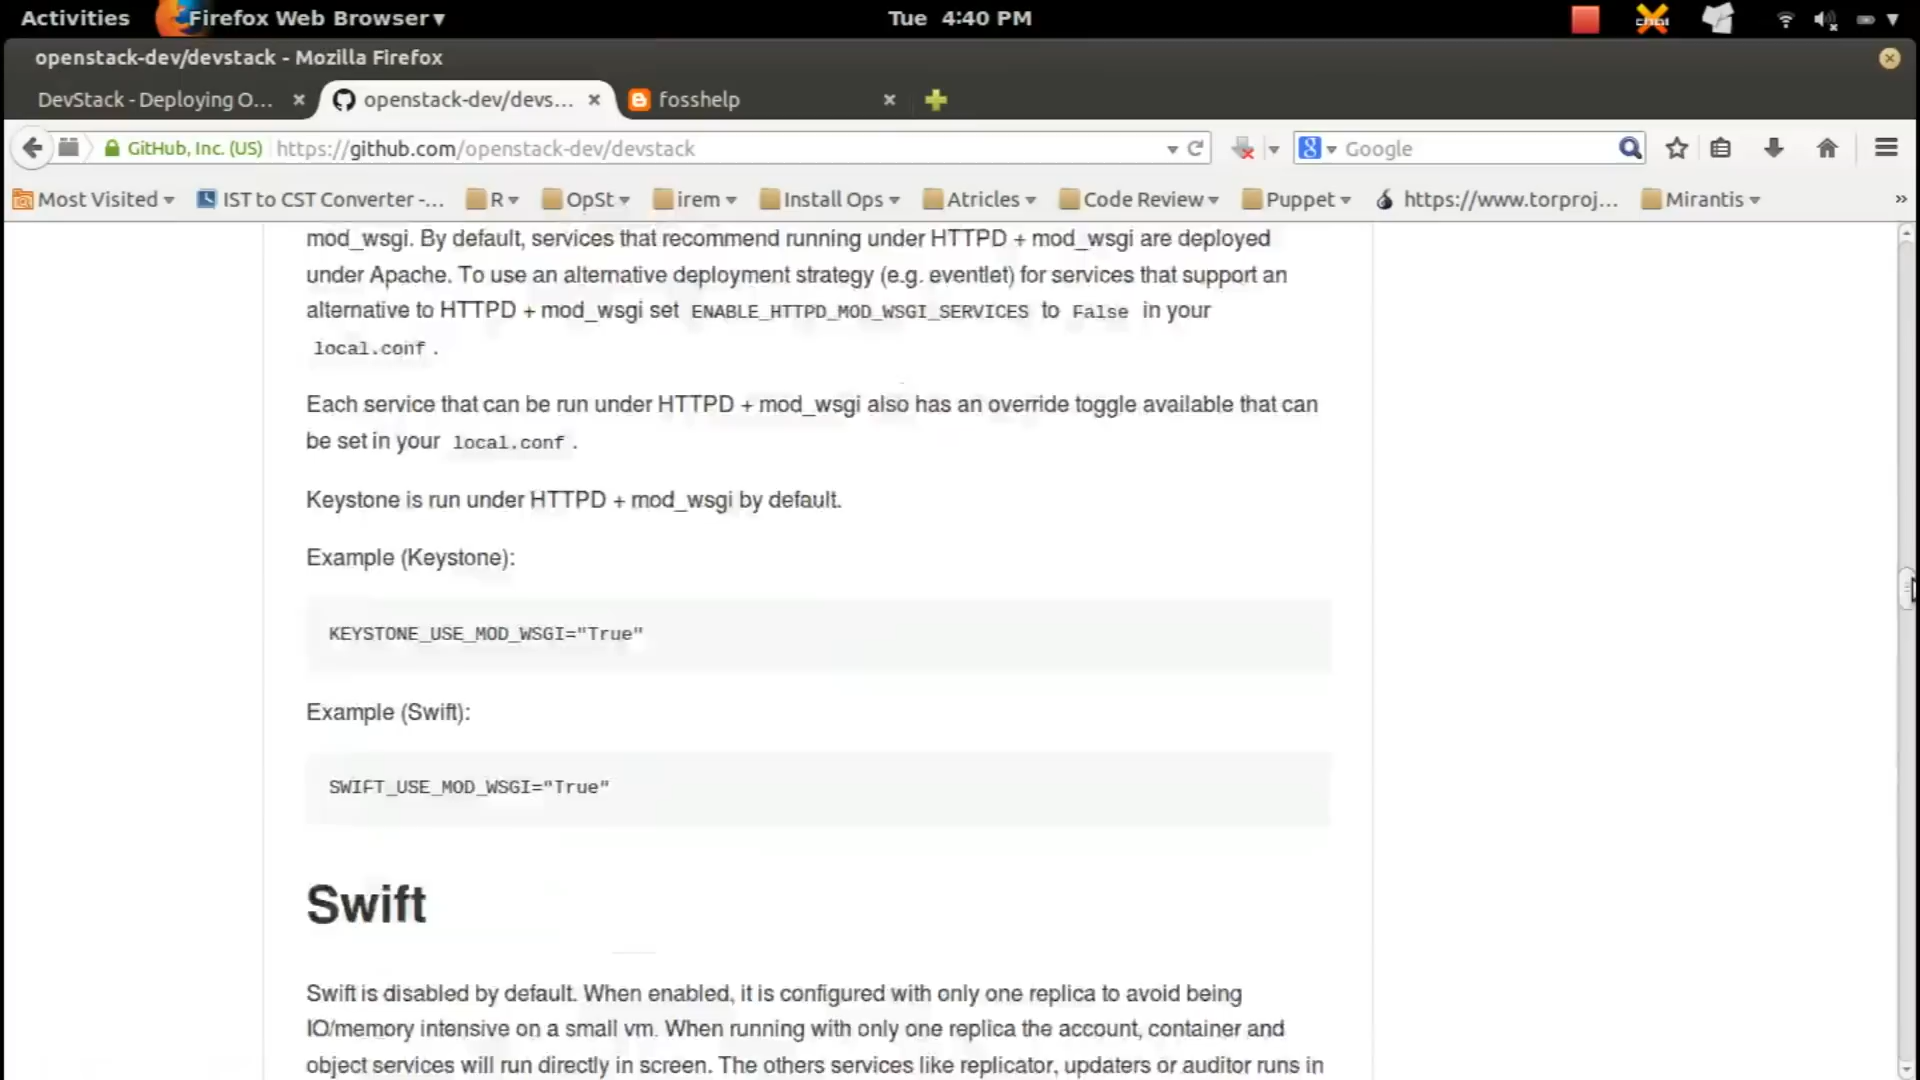 Activities Firefox Web Browser Tue 4:40 PM
openstack-dev/devstack - Mozilla Firefox
DevStack - Deploying O... openstack-dev/devs... fosshelp
GitHub, Inc. (US) https://github.com/openstack-dev/devstack Google
Most Visited IST to CST Converter -... R OpSt irem Install Ops Atricles Code Review Puppet https://www.torproj... Mirantis »
mod_wsgi. By default, services that recommend running under HTTPD + mod_wsgi are deployed
under Apache. To use an alternative deployment strategy (e.g. eventlet) for services that support an
alternative to HTTPD + mod_wsgi set ENABLE_HTTPD_MOD_WSGI_SERVICES to False in your
local.conf .
Each service that can be run under HTTPD + mod_wsgi also has an override toggle available that can
be set in your local.conf .
Keystone is run under HTTPD + mod_wsgi by default.
Example (Keystone):
KEYSTONE_USE_MOD_WSGI="True"
Example (Swift):
SWIFT_USE_MOD_WSGI="True"
Swift
Swift is disabled by default. When enabled, it is configured with only one replica to avoid being
IO/memory intensive on a small vm. When running with only one replica the account, container and
object services will run directly in screen. The others services like replicator, updaters or auditor runs in